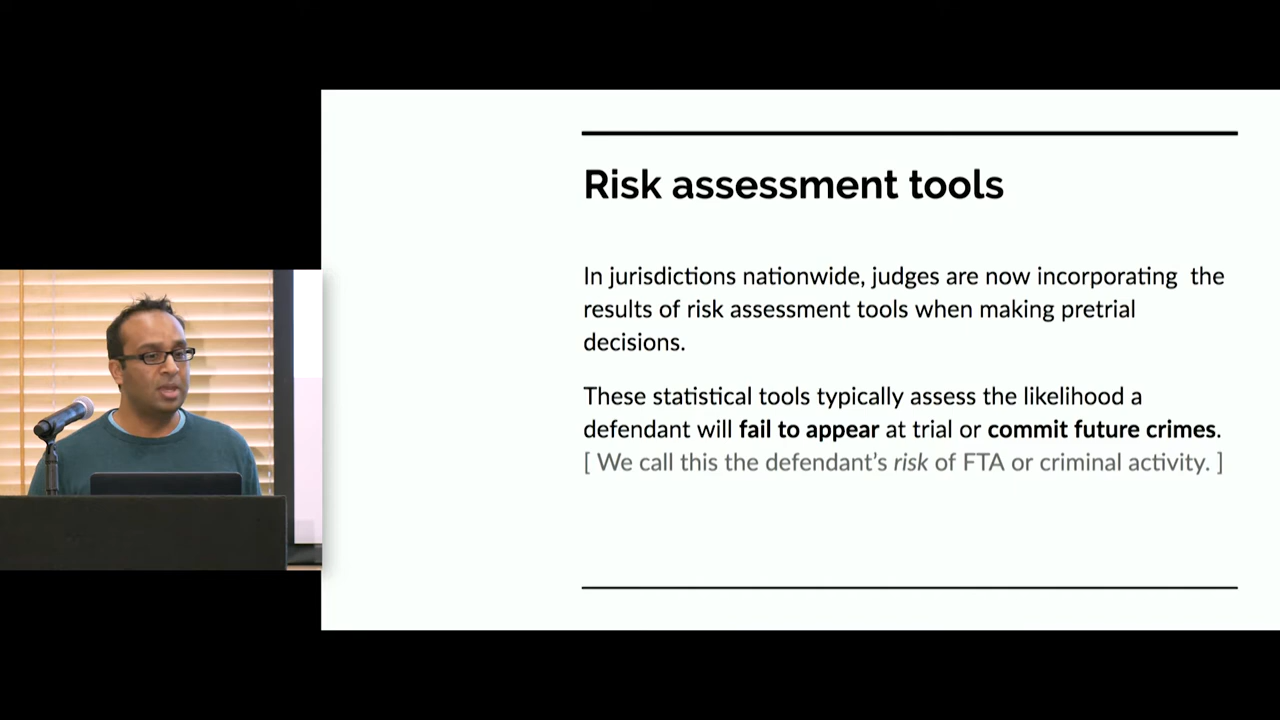 Risk assessment tools
In jurisdictions nationwide, judges are now incorporating  the
results of risk assessment tools when making pretrial
decisions.
These statistical tools typically assess the likelihood a
defendant will fail to appear at trial or commit future crimes.
[ We call this the defendant’s risk of FTA or criminal activity. ]